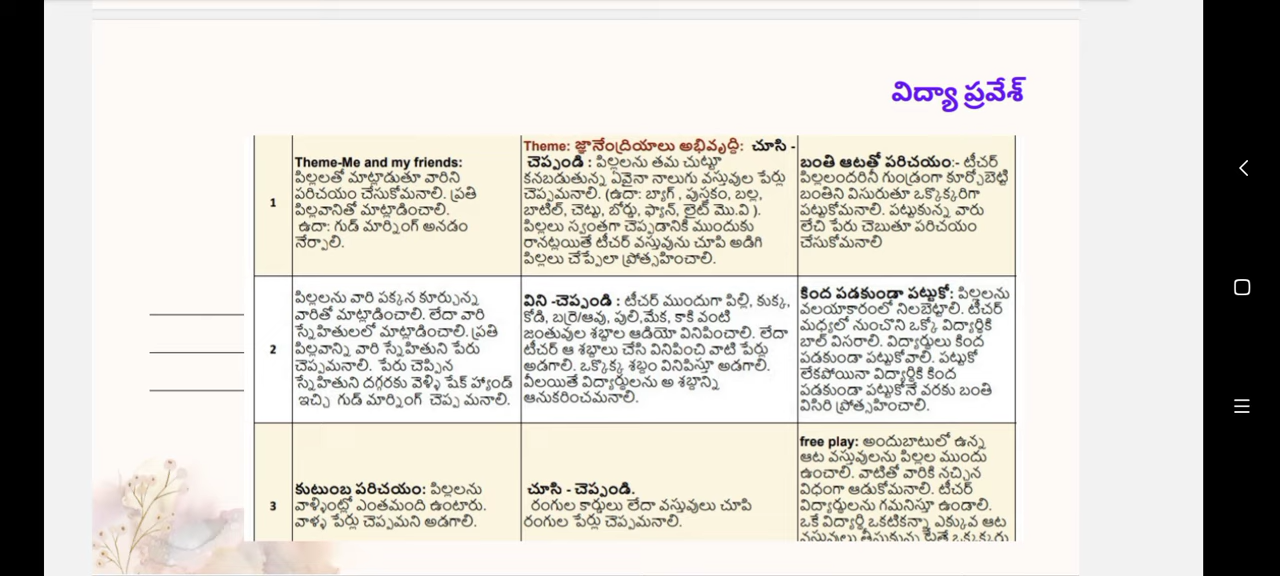 విద్యా ప్రవేశ్
1
Theme-Me and my friends:
పిల్లలతో మాట్లాడుతూ వారిని
పరిచయం చేసుకోమనాలి. ప్రతి
పిల్లవానితో మాట్లాడించాలి.
ఉదా: గుడ్ మార్నింగ్ అనడం
నేర్పాలి.
Theme: జ్ఞానేంద్రియాలు అభివృద్ధి: చూసి -
చెప్పండి : పిల్లలను తమ చుట్టూ
కనబడుతున్న ఏవైనా నాలుగు వస్తువుల పేర్లు
చెప్పమనాలి. (ఉదా: బ్యాగ్ , పుస్తకం, బల్ల,
బాటిల్, చెట్టు, బోర్డు, ఫ్యాన్, లైట్ మొ.వి ).
పిల్లలు స్వంతగా చెప్పడానికి ముందుకు
రానట్లయితే టీచర్ వస్తువును చూపి అడిగి
పిల్లలు చేప్పేలా ప్రోత్సహించాలి.
బంతి ఆటతో పరిచయం:- టీచర్
పిల్లలందరినీ గుండ్రంగా కూర్చోబెట్టి
బంతిని విసురుతూ ఒక్కొక్కరిగా
పట్టుకోమనాలి. పట్టుకున్న వారు
లేచి పేరు చెబుతూ పరిచయం
చేసుకోమనాలి
2
పిల్లలను వారి పక్కన కూర్చున్న
వారితో మాట్లాడించాలి. లేదా వారి
స్నేహితులలో మాట్లాడించాలి. ప్రతి
పిల్లవాన్ని వారి స్నేహితుని పేరు
చెప్పమనాలి. పేరు చెప్పిన
స్నేహితుని దగ్గరకు వెళ్ళి షేక్ హ్యాండ్
ఇచ్చి గుడ్ మార్నింగ్ చెప్ప మనాలి.
విని -చెప్పండి : టీచర్ ముందుగా పిల్లి, కుక్క,
కోడి, బర్రె/ఆవు, పులి,మేక, కాకి వంటి
జంతువుల శబ్దాల ఆడియో వినిపించాలి. లేదా
టీచర్ ఆ శబ్దాలు చేసి వినిపించి వాటి పేర్లు
అడగాలి. ఒక్కొక్క శబ్దం వినిపిస్తూ అడగాలి.
వీలయితే విద్యార్థులను అ శబ్దాన్ని
ఆనుకరించమనాలి.
కింద పడకుండా పట్టుకో: పిల్లలను
వలయాకారంలో నిలబెట్టాలి. టీచర్
మధ్యలో నుంచొని ఒక్కో విద్యార్థికి
బాల్ విసరాలి. విద్యార్థులు కింద
పడకుండా పట్టుకోవాలి. పట్టుకో
లేకపోయినా విద్యార్థికి కింద
పడకుండా పట్టుకొనే వరకు బంతి
విసిరి ప్రోత్సహించాలి.
3
కుటుంబ పరిచయం: పిల్లలను
వాళ్ళింట్లో ఎంతమంది ఉంటారు.
వాళ్ళ పేర్లు చెప్పమని అడగాలి.
చూసి - చెప్పండి.
రంగుల కార్డులు లేదా వస్తువులు చూపి
రంగుల పేర్లు చెప్పమనాలి.
free play: అందుబాటులో ఉన్న
ఆట వస్తువులను పిల్లల ముందు
ఉంచాలి. వాటితో వారికి నచ్చిన
విధంగా ఆడుకోమనాలి. టీచర్
విద్యార్థులను గమనిస్తూ ఉండాలి.
ఒకే విద్యార్థి ఒకటికన్నా ఎక్కువ ఆట